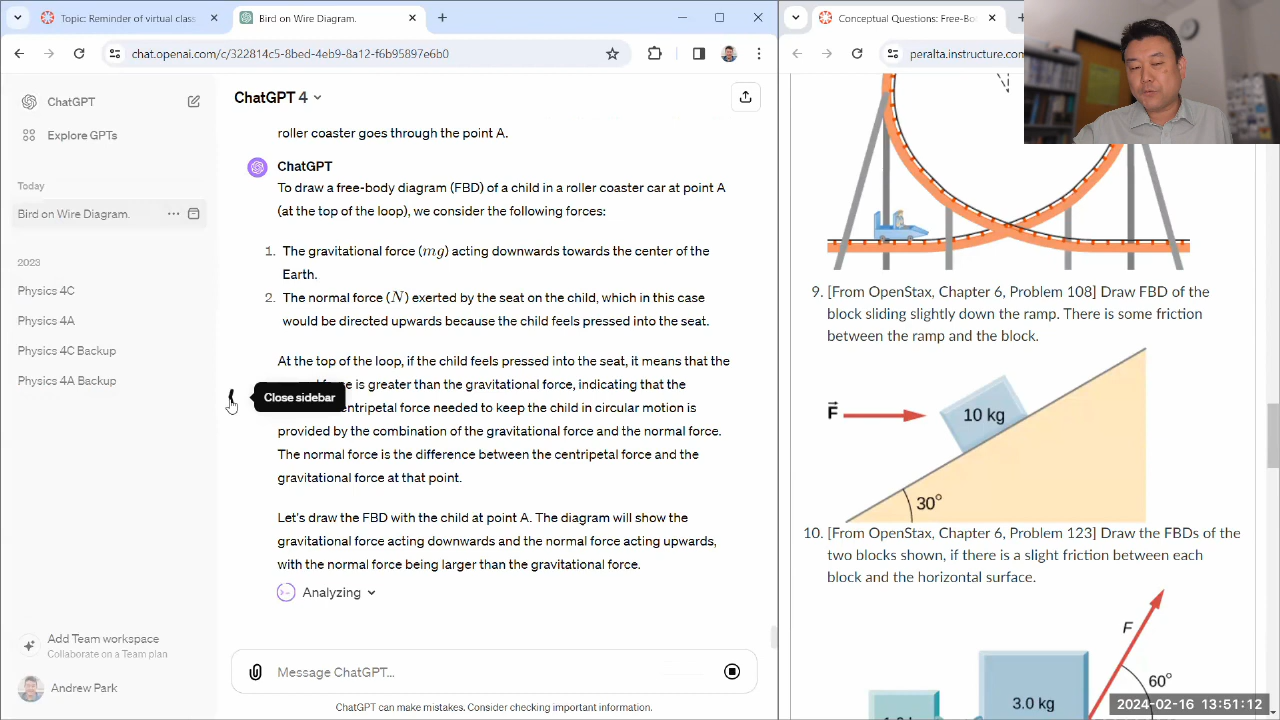 Topic: Reminder of virtual class
Bird on Wire Diagram.
chat.openai.com/c/322814c5-8bed-4eb9-8a12-f6b95897e6b0
ChatGPT
Explore GPTs
Today
Bird on Wire Diagram.
2023
Physics 4C
Physics 4A
Physics 4C Backup
Physics 4A Backup
Add Team workspace
Collaborate on a Team plan
Andrew Park
ChatGPT 4
roller coaster goes through the point A.
ChatGPT
To draw a free-body diagram (FBD) of a child in a roller coaster car at point A
(at the top of the loop), we consider the following forces:
1. The gravitational force (mg) acting downwards towards the center of the
Earth.
2. The normal force (N) exerted by the seat on the child, which in this case
would be directed upwards because the child feels pressed into the seat.
At the top of the loop, if the child feels pressed into the seat, it means that the
is greater than the gravitational force, indicating that the
Close sidebar
entripetal force needed to keep the child in circular motion is
provided by the combination of the gravitational force and the normal force.
The normal force is the difference between the centripetal force and the
gravitational force at that point.
Let's draw the FBD with the child at point A. The diagram will show the
gravitational force acting downwards and the normal force acting upwards,
with the normal force being larger than the gravitational force.
Analyzing
Message ChatGPT...
ChatGPT can make mistakes. Consider checking important information.
Conceptual Questions: Free-Bo
peralta.instructure.com
9. [From OpenStax, Chapter 6, Problem 108] Draw FBD of the
block sliding slightly down the ramp. There is some friction
between the ramp and the block.
F
10 kg
30°
10. [From OpenStax, Chapter 6, Problem 123] Draw the FBDs of the
two blocks shown, if there is a slight friction between each
block and the horizontal surface.
F
60°
3.0 kg
2024-02-16 13:51:12